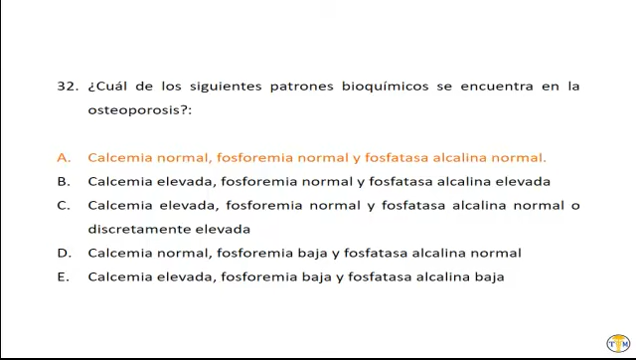 32. ¿Cuál de los siguientes patrones bioquímicos se encuentra en la
osteoporosis?:
A. Calcemia normal, fosforemia normal y fosfatasa alcalina normal.
B. Calcemia elevada, fosforemia normal y fosfatasa alcalina elevada
C. Calcemia elevada, fosforemia normal y fosfatasa alcalina normal o
discretamente elevada
D. Calcemia normal, fosforemia baja y fosfatasa alcalina normal
E. Calcemia elevada, fosforemia baja y fosfatasa alcalina baja
TM